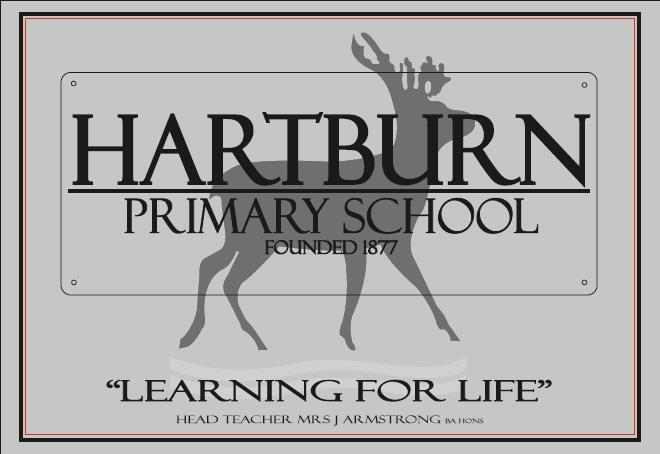 HARTBURN
PRIMARY SCHOOL
FOUNDED 1877
“LEARNING FOR LIFE”
HEAD TEACHER MRS J ARMSTRONG BA HONS